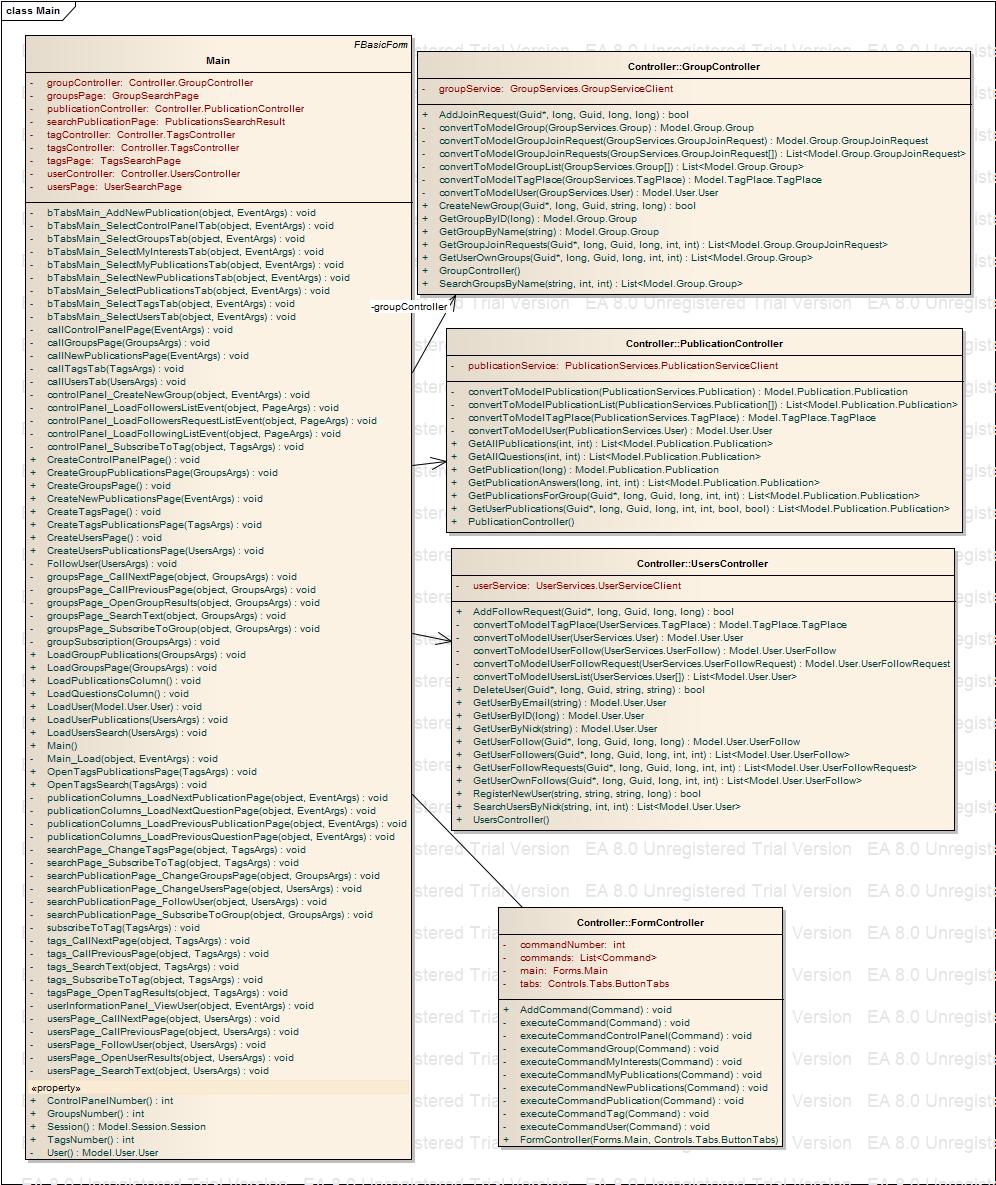 class Main
FBasicForm
Main
- groupController: Controller.GroupController
- groupsPage: GroupSearchPage
- publicationController: Controller.PublicationController
- searchPublicationPage: PublicationsSearchResult
- tagController: Controller.TagsController
- tagsController: Controller.TagsController
- tagsPage: TagsSearchPage
- userController: Controller.UsersController
- usersPage: UserSearchPage
- bTabsMain_AddNewPublication(object, EventArgs) : void
- bTabsMain_SelectControlPanelTab(object, EventArgs) : void
- bTabsMain_SelectGroupsTab(object, EventArgs) : void
- bTabsMain_SelectMyInterestsTab(object, EventArgs) : void
- bTabsMain_SelectMyPublicationsTab(object, EventArgs) : void
- bTabsMain_SelectNewPublicationsTab(object, EventArgs) : void
- bTabsMain_SelectPublicationsTab(object, EventArgs) : void
- bTabsMain_SelectTagsTab(object, EventArgs) : void
- bTabsMain_SelectUsersTab(object, EventArgs) : void
- callControlPanelPage(EventArgs) : void
- callGroupsPage(GroupsArgs) : void
- callNewPublicationsPage(EventArgs) : void
- callTagsTab(TagsArgs) : void
- callUsersTab(UsersArgs) : void
- controlPanel_CreateNewGroup(object, EventArgs) : void
- controlPanel_LoadFollowersListEvent(object, PageArgs) : void
- controlPanel_LoadFollowersRequestListEvent(object, PageArgs) : void
- controlPanel_LoadFollowingListEvent(object, PageArgs) : void
- controlPanel_SubscribeToTag(object, TagsArgs) : void
+ CreateControlPanelPage() : void
+ CreateGroupPublicationsPage(GroupsArgs) : void
+ CreateGroupsPage() : void
+ CreateNewPublicationsPage(EventArgs) : void
+ CreateTagsPage() : void
+ CreateTagsPublicationsPage(TagsArgs) : void
+ CreateUsersPage() : void
+ CreateUsersPublicationsPage(UsersArgs) : void
- FollowUser(UsersArgs) : void
- groupsPage_CallNextPage(object, GroupsArgs) : void
- groupsPage_CallPreviousPage(object, GroupsArgs) : void
- groupsPage_OpenGroupResults(object, GroupsArgs) : void
- groupsPage_SearchText(object, GroupsArgs) : void
- groupsPage_SubscribeToGroup(object, GroupsArgs) : void
- groupSubscription(GroupsArgs) : void
+ LoadGroupPublications(GroupsArgs) : void
+ LoadGroupsPage(GroupsArgs) : void
+ LoadPublicationsColumn() : void
+ LoadQuestionsColumn() : void
+ LoadUser(Model.User.User) : void
+ LoadUserPublications(UsersArgs) : void
+ LoadUsersSearch(UsersArgs) : void
+ Main()
- Main_Load(object, EventArgs) : void
+ OpenTagsPublicationsPage(TagsArgs) : void
+ OpenTagsSearch(TagsArgs) : void
- publicationColumns_LoadNextPublicationPage(object, EventArgs) : void
- publicationColumns_LoadNextQuestionPage(object, EventArgs) : void
- publicationColumns_LoadPreviousPublicationPage(object, EventArgs) : void
- publicationColumns_LoadPreviousQuestionPage(object, EventArgs) : void
- searchPage_ChangeTagsPage(object, TagsArgs) : void
- searchPage_SubscribeToTag(object, TagsArgs) : void
- searchPublicationPage_ChangeGroupsPage(object, GroupsArgs) : void
- searchPublicationPage_ChangeUsersPage(object, UsersArgs) : void
- searchPublicationPage_FollowUser(object, UsersArgs) : void
- searchPublicationPage_SubscribeToGroup(object, GroupsArgs) : void
- subscribeToTag(TagsArgs) : void
- tags_CallNextPage(object, TagsArgs) : void
- tags_CallPreviousPage(object, TagsArgs) : void
- tags_SearchText(object, TagsArgs) : void
- tags_SubscribeToTag(object, TagsArgs) : void
- tagsPage_OpenTagResults(object, TagsArgs) : void
- userInformationPanel_ViewUser(object, EventArgs) : void
- usersPage_CallNextPage(object, UsersArgs) : void
- usersPage_CallPreviousPage(object, UsersArgs) : void
- usersPage_FollowUser(object, UsersArgs) : void
- usersPage_OpenUserResults(object, UsersArgs) : void
- usersPage_SearchText(object, UsersArgs) : void
«property»
+ ControlPanelNumber() : int
+ GroupsNumber() : int
+ Session() : Model.Session.Session
+ TagsNumber() : int
- User() : Model.User.User
-groupController
Controller::GroupController
- groupService: GroupServices.GroupServiceClient
+ AddJoinRequest(Guid*, long, Guid, long, long) : bool
- convertToModelGroup(GroupServices.Group) : Model.Group.Group
- convertToModelGroupJoinRequest(GroupServices.GroupJoinRequest) : Model.Group.GroupJoinRequest
- convertToModelGroupJoinRequests(GroupServices.GroupJoinRequest[]) : List<Model.Group.GroupJoinRequest>
- convertToModelGroupList(GroupServices.Group[]) : List<Model.Group.Group>
- convertToModelTagPlace(GroupServices.TagPlace) : Model.TagPlace.TagPlace
- convertToModelUser(GroupServices.User) : Model.User.User
+ CreateNewGroup(Guid*, long, Guid, string, long) : bool
+ GetGroupByID(long) : Model.Group.Group
+ GetGroupByName(string) : Model.Group.Group
+ GetGroupJoinRequests(Guid*, long, Guid, long, int, int) : List<Model.Group.GroupJoinRequest>
+ GetUserOwnGroups(Guid*, long, Guid, long, int, int) : List<Model.Group.Group>
+ GroupController()
+ SearchGroupsByName(string, int, int) : List<Model.Group.Group>
Controller::PublicationController
- publicationService: PublicationServices.PublicationServiceClient
- convertToModelPublication(PublicationServices.Publication) : Model.Publication.Publication
- convertToModelPublicationList(PublicationServices.Publication[]) : List<Model.Publication.Publication>
- convertToModelTagPlace(PublicationServices.TagPlace) : Model.TagPlace.TagPlace
- convertToModelUser(PublicationServices.User) : Model.User.User
+ GetAllPublications(int, int) : List<Model.Publication.Publication>
+ GetAllQuestions(int, int) : List<Model.Publication.Publication>
+ GetPublication(long) : Model.Publication.Publication
+ GetPublicationAnswers(long, int, int) : List<Model.Publication.Publication>
+ GetPublicationsForGroup(Guid*, long, Guid, long, int, int) : List<Model.Publication.Publication>
+ GetUserPublications(Guid*, long, Guid, long, int, int, bool, bool) : List<Model.Publication.Publication>
+ PublicationController()
Controller::UsersController
- userService: UserServices.UserServiceClient
+ AddFollowRequest(Guid*, long, Guid, long, long) : bool
- convertToModelTagPlace(UserServices.TagPlace) : Model.TagPlace.TagPlace
- convertToModelUser(UserServices.User) : Model.User.User
- convertToModelUserFollow(UserServices.UserFollow) : Model.User.UserFollow
- convertToModelUserFollowRequest(UserServices.UserFollowRequest) : Model.User.UserFollowRequest
- convertToModelUsersList(UserServices.User[]) : List<Model.User.User>
+ DeleteUser(Guid*, long, Guid, string, string) : bool
+ GetUserByEmail(string) : Model.User.User
+ GetUserByID(long) : Model.User.User
+ GetUserByNick(string) : Model.User.User
+ GetUserFollow(Guid*, long, Guid, long, long) : Model.User.UserFollow
+ GetUserFollowers(Guid*, long, Guid, long, int, int) : List<Model.User.UserFollow>
+ GetUserFollowRequests(Guid*, long, Guid, long, int, int) : List<Model.User.UserFollowRequest>
+ GetUserOwnFollows(Guid*, long, Guid, long, int, int) : List<Model.User.UserFollow>
+ RegisterNewUser(string, string, string, long) : bool
+ SearchUsersByNick(string, int, int) : List<Model.User.User>
+ UsersController()
Controller::FormController
- commandNumber: int
- commands: List<Command>
- main: Forms.Main
- tabs: Controls.Tabs.ButtonTabs
+ AddCommand(Command) : void
- executeCommand(Command) : void
- executeCommandControlPanel(Command) : void
- executeCommandGroup(Command) : void
- executeCommandMyInterests(Command) : void
- executeCommandMyPublications(Command) : void
- executeCommandNewPublications(Command) : void
- executeCommandPublication(Command) : void
- executeCommandTag(Command) : void
- executeCommandUser(Command) : void
+ FormController(Forms.Main, Controls.Tabs.ButtonTabs)
EA 8.0 Unregistered Trial Version